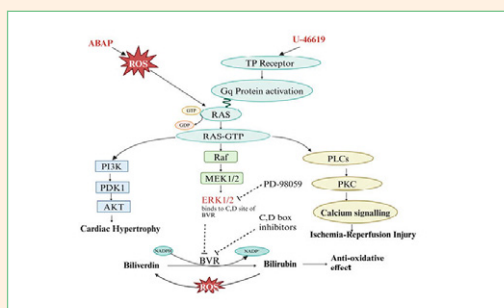 ABAP
U-46619
ROS
TP Receptor
Gq Protein activation
GTP
RAS
GDP
RAS-GTP
PI3K
Raf
PLCs
PDK1
MEK1/2
PKC
AKT
ERK1/2
PD-98059
binds to C,D site of
BVR
Calcium signalling
Cardiac Hypertrophy
C,D box
inhibitors
Ischemia-Reperfusion Injury
NADPH
BVR
NADP+
Biliverdin
Bilirubin
Anti-oxidative
effect
ROS